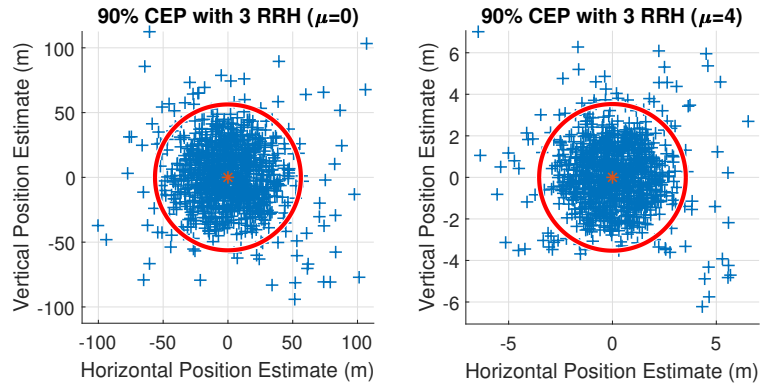 90% CEP with 3 RRH (μ=0)
Vertical Position Estimate (m)
100
50
0
-50
-100
-100 -50 0 50 100
Horizontal Position Estimate (m)
90% CEP with 3 RRH (μ=4)
Vertical Position Estimate (m)
6
4
2
0
-2
-4
-6
-5 0 5
Horizontal Position Estimate (m)